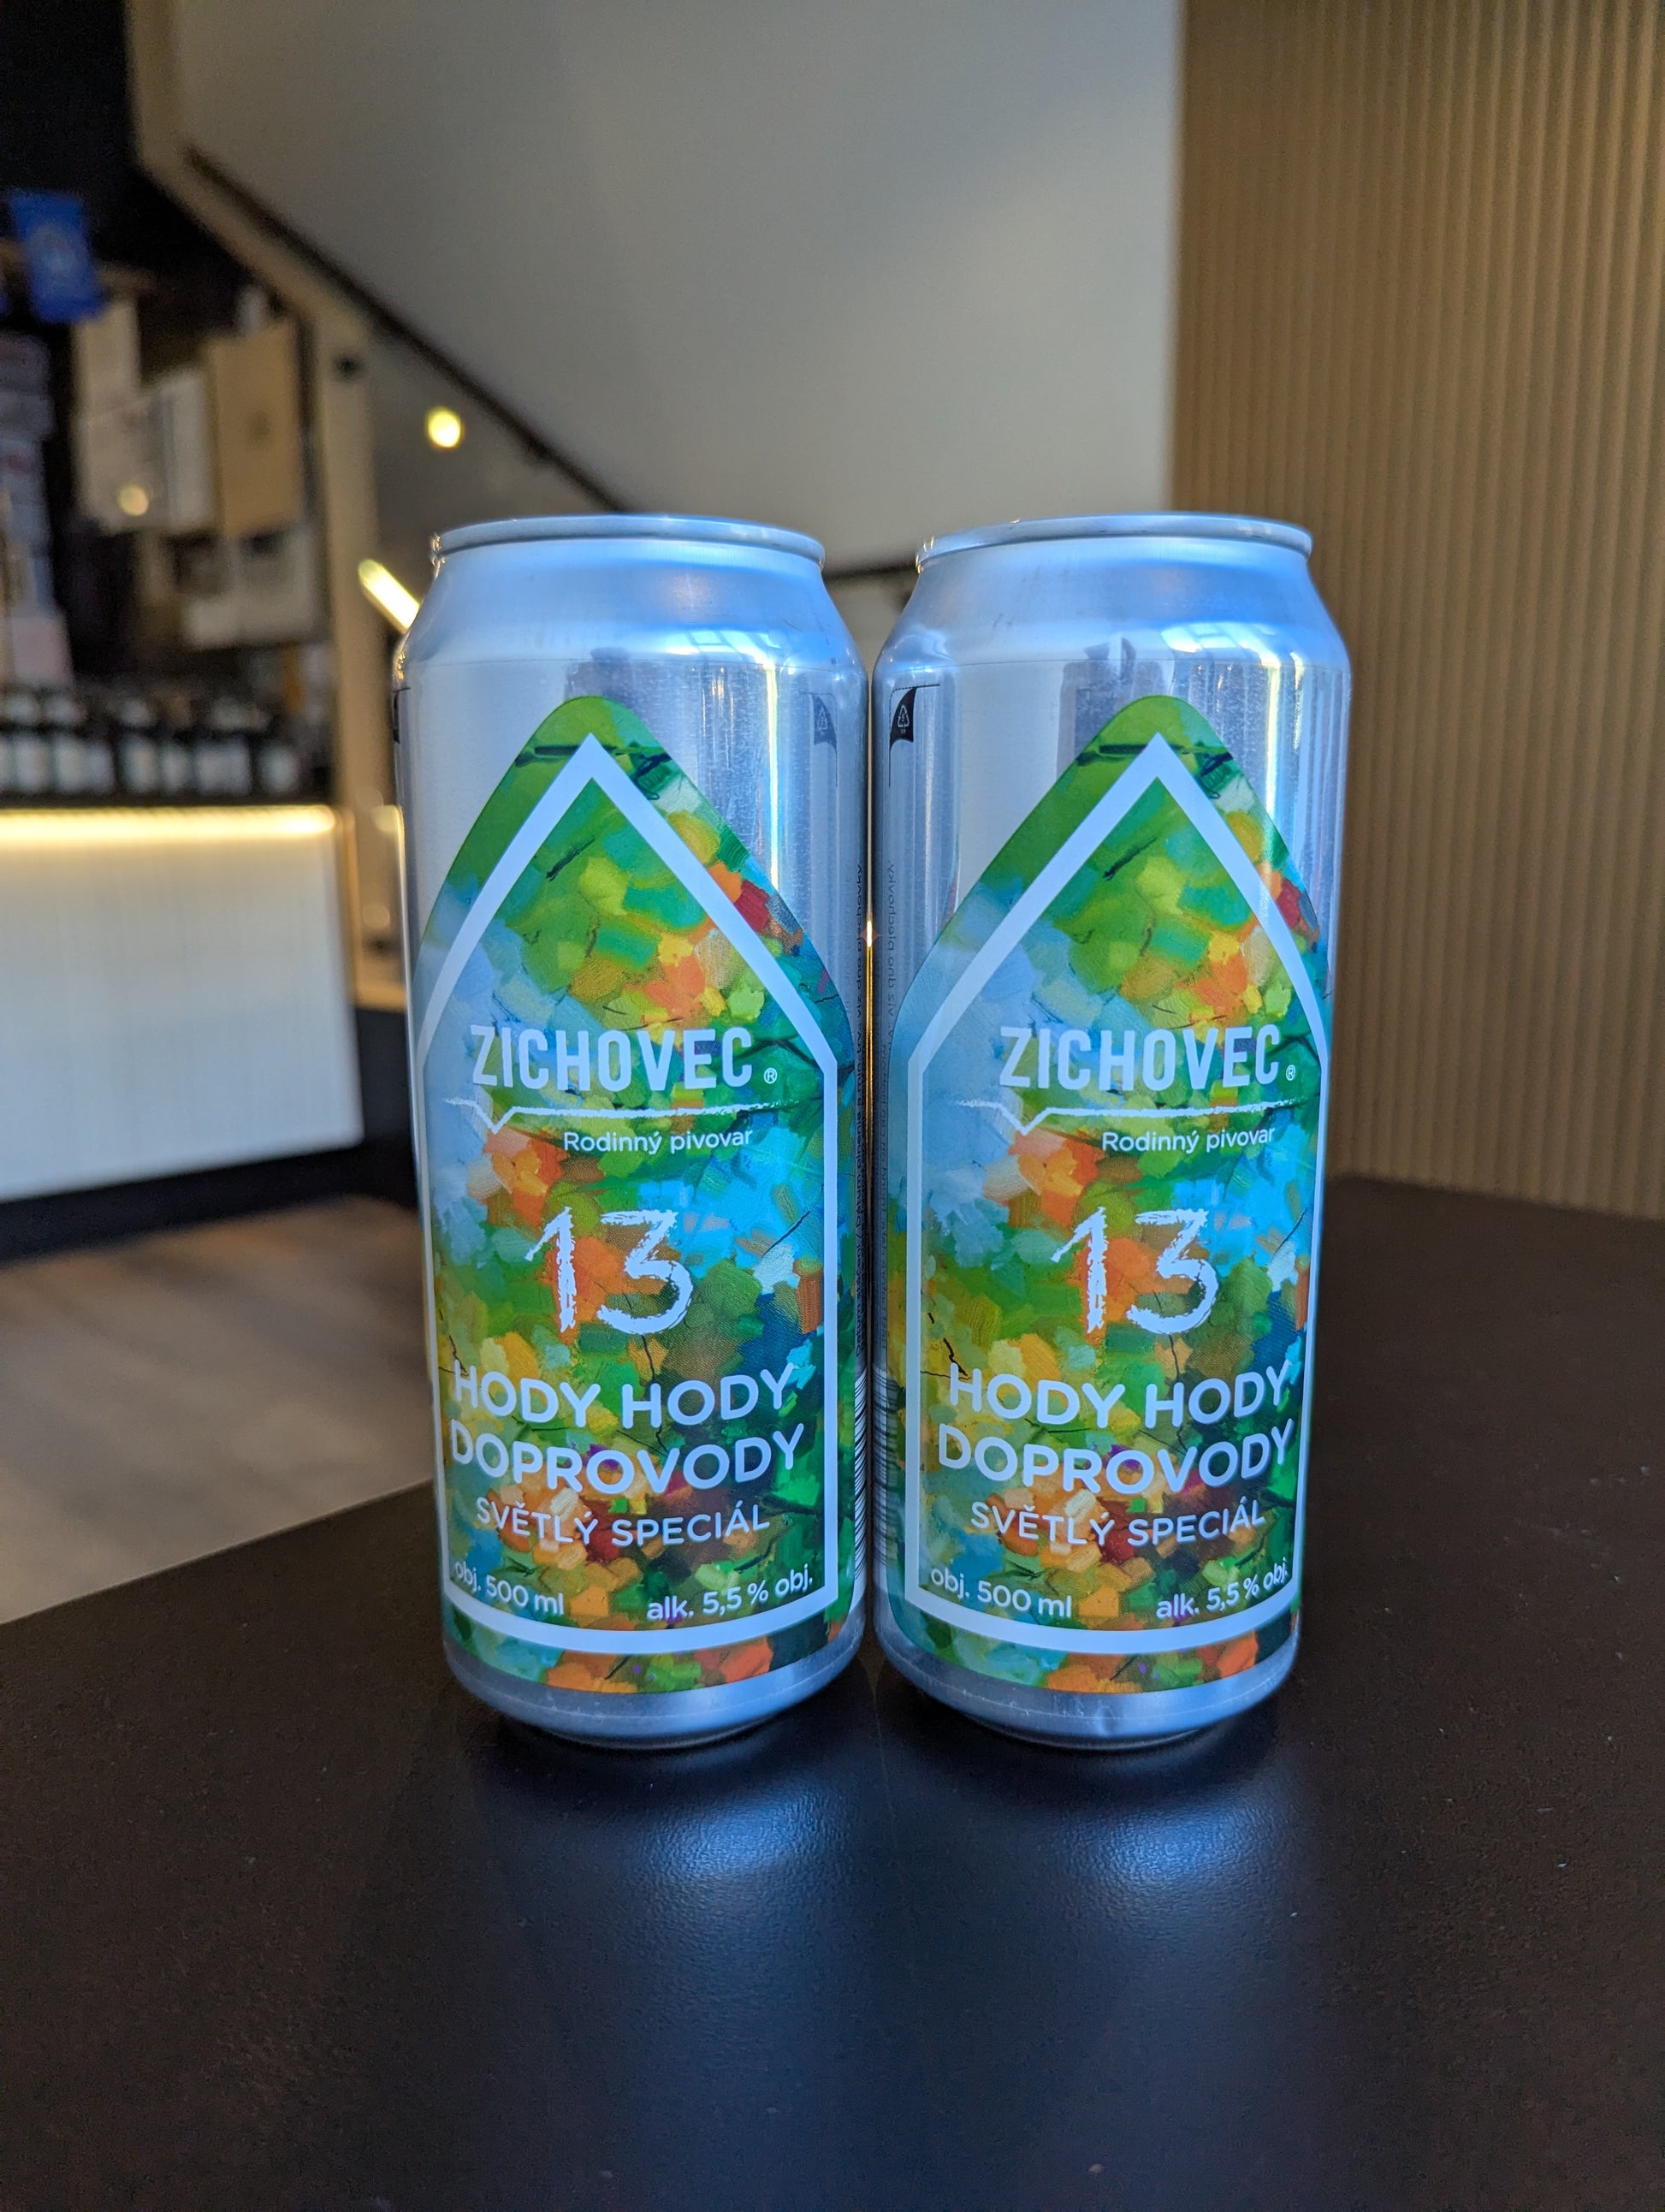 ZICHOVEC ®
Rodinný pivovar
13
HODY HODY
DOPROVODY
SVĚTLÝ SPECIÁL
obj. 500 ml alk. 5,5 % obj.
ZICHOVEC ®
Rodinný pivovar
13
HODY HODY
DOPROVODY
SVĚTLÝ SPECIÁL
obj. 500 ml alk. 5,5 % obj.